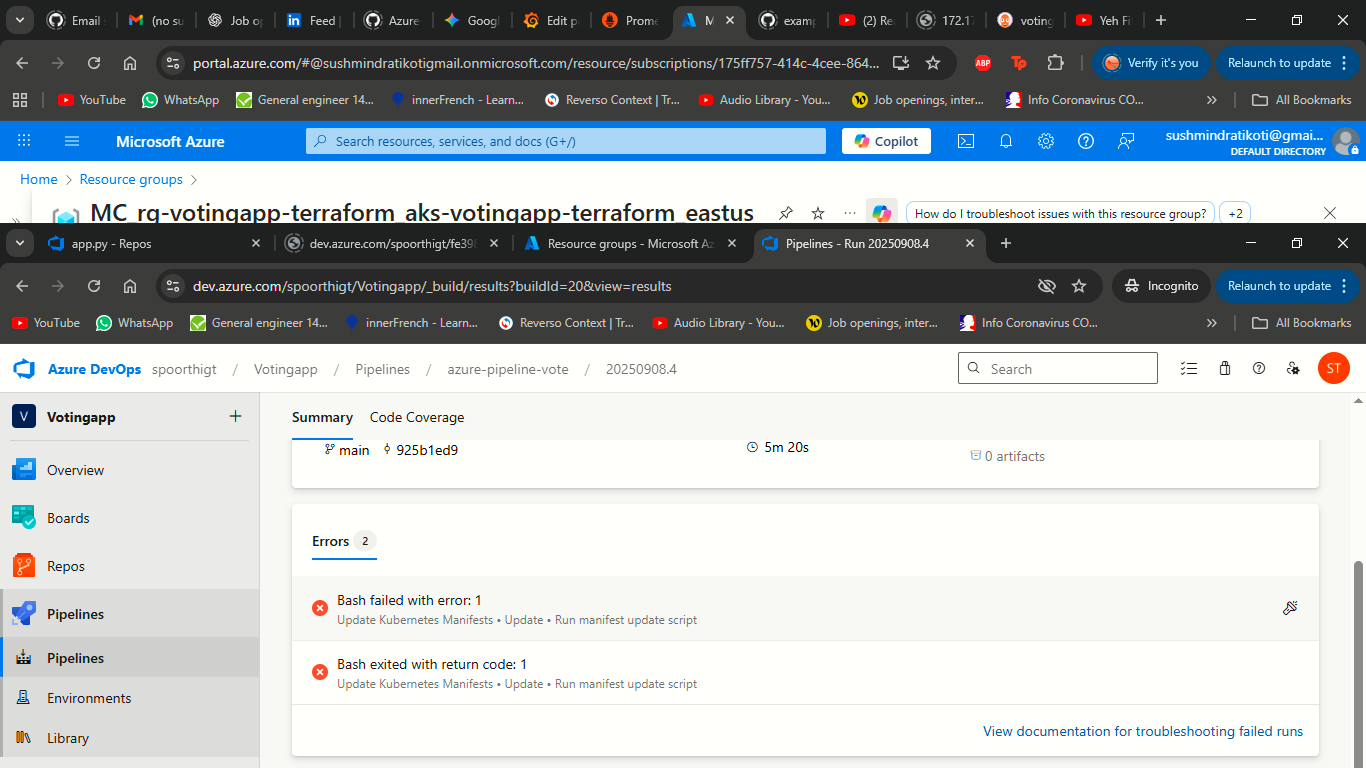 Email
(no su
Job op
Feed
Azure
Googl
Edit p
Prome
M
examp
(2) Rea
172.17
voting
Yeh Fi
portal.azure.com/#@sushmindratikotigmail.onmicrosoft.com/resource/subscriptions/175ff757-414c-4cee-864...
ABP
Verify it's you
Relaunch to update
YouTube
WhatsApp
General engineer 14...
innerFrench - Learn...
Reverso Context | Tr...
Audio Library - You...
Job openings, inter...
Info Coronavirus CO...
All Bookmarks
Microsoft Azure
Search resources, services, and docs (G+/)
Copilot
sushmindratikoti@gmai...
DEFAULT DIRECTORY
Home > Resource groups >
MC_rg-votingapp-terraform_aks-votingapp-terraform_eastus
How do I troubleshoot issues with this resource group?
+2
app.py - Repos
dev.azure.com/spoorthigt/fe398
Resource groups - Microsoft Az
Pipelines - Run 20250908.4
dev.azure.com/spoorthigt/Votingapp/_build/results?buildId=20&view=results
Incognito
Relaunch to update
YouTube
WhatsApp
General engineer 14...
innerFrench - Learn...
Reverso Context | Tr...
Audio Library - You...
Job openings, inter...
Info Coronavirus CO...
All Bookmarks
Azure DevOps spoorthigt / Votingapp / Pipelines / azure-pipeline-vote / 20250908.4
Search
ST
V Votingapp
Overview
Boards
Repos
Pipelines
Pipelines
Environments
Library
Summary
Code Coverage
main 925b1ed9
5m 20s
0 artifacts
Errors 2
Bash failed with error: 1
Update Kubernetes Manifests • Update • Run manifest update script
Bash exited with return code: 1
Update Kubernetes Manifests • Update • Run manifest update script
View documentation for troubleshooting failed runs